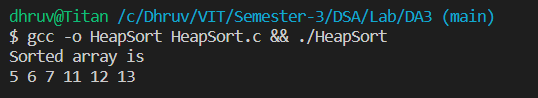 dhruv@Titan /c/Dhruv/VIT/Semester-3/DSA/Lab/DA3 (main)
$ gcc -o HeapSort HeapSort.c && ./HeapSort
Sorted array is
5 6 7 11 12 13